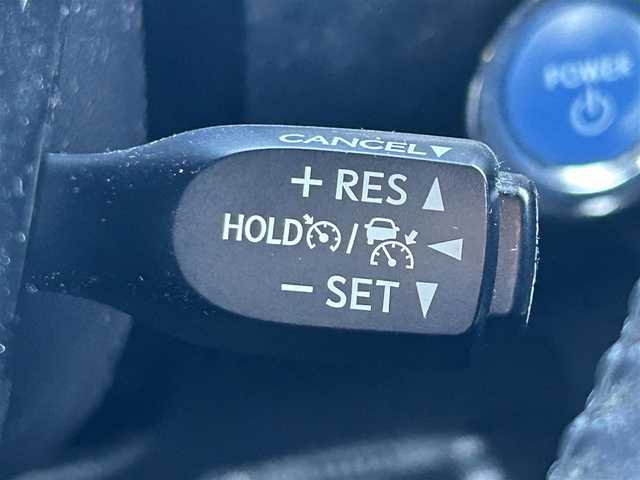 POWER
CANCEL▼
+ RES ▲
HOLD / ◀
− SET ▼